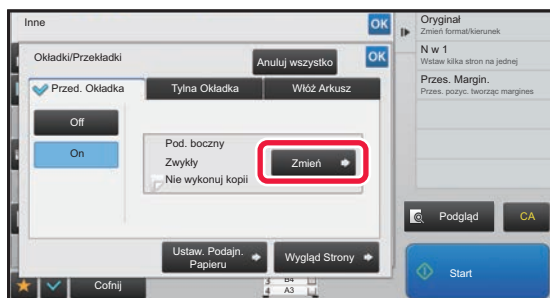 Inne
OK
Okładki/Przekładki
Anuluj wszystko
OK
Przed. Okładka
Tylna Okładka
Włóż Arkusz
Off
On
Pod. boczny
Zwykły
Nie wykonuj kopii
Zmień
Ustaw. Podajn.
Papieru
Wygląd Strony
Cofnij
3 B4
4 A3
Oryginał
Zmień format/kierunek
N w 1
Wstaw kilka stron na jednej
Przes. Margin.
Przes. pozyc. tworząc margines
Podgląd
CA
Start